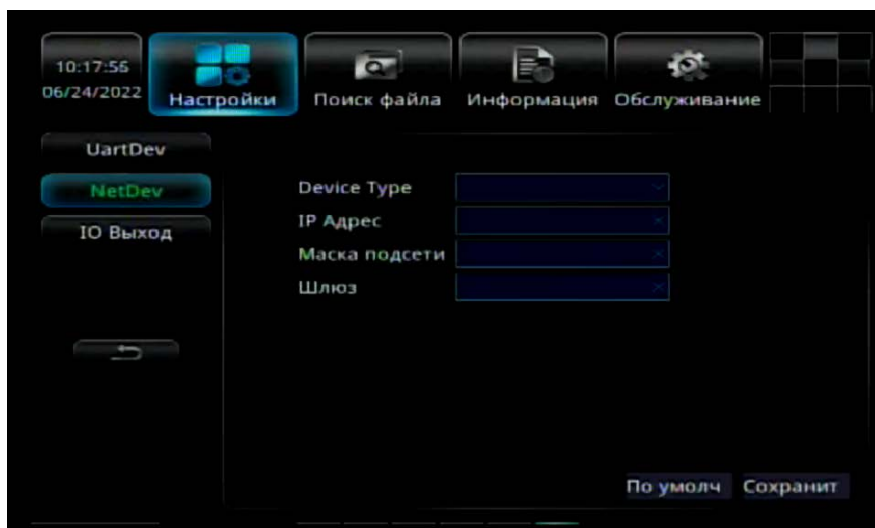 10:17:56
06/24/2022
Настройки
Поиск файла
Информация
Обслуживание
UartDev
NetDev
IO Выход
Device Type
IP Адрес
Маска подсети
Шлюз
По умолч
Сохранит